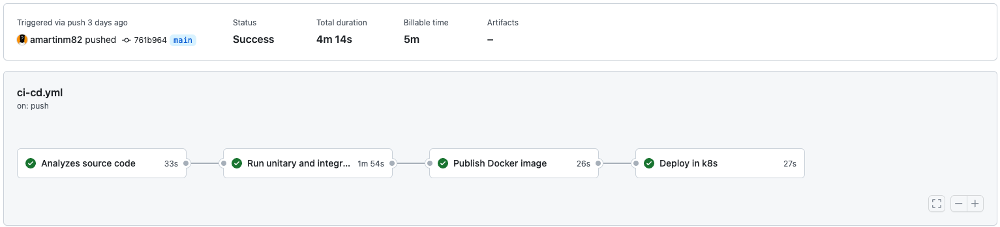 Triggered via push 3 days ago
amartinm82 pushed 761b964 main
Status
Success
Total duration
4m 14s
Billable time
5m
Artifacts
–
ci-cd.yml
on: push
Analyzes source code 33s
Run unitary and integr... 1m 54s
Publish Docker image 26s
Deploy in k8s 27s